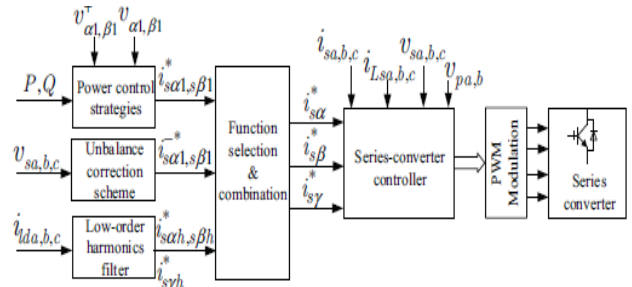 v⊤α1,β1 vα1,β1
P,Q
Power control
strategies
i*sα1,sβ1
vsa,b,c
Unbalance
correction
scheme
i−*sα1,sβ1
ilda,b,c
Low-order
harmonics
filter
i*sαh,sβh
i*sγh
Function
selection
&
combination
i*sα
i*sβ
i*sγ
isa,b,c
iLsa,b,c
vsa,b,c
vpa,b
Series-converter
controller
PWM
Modulation
Series
converter